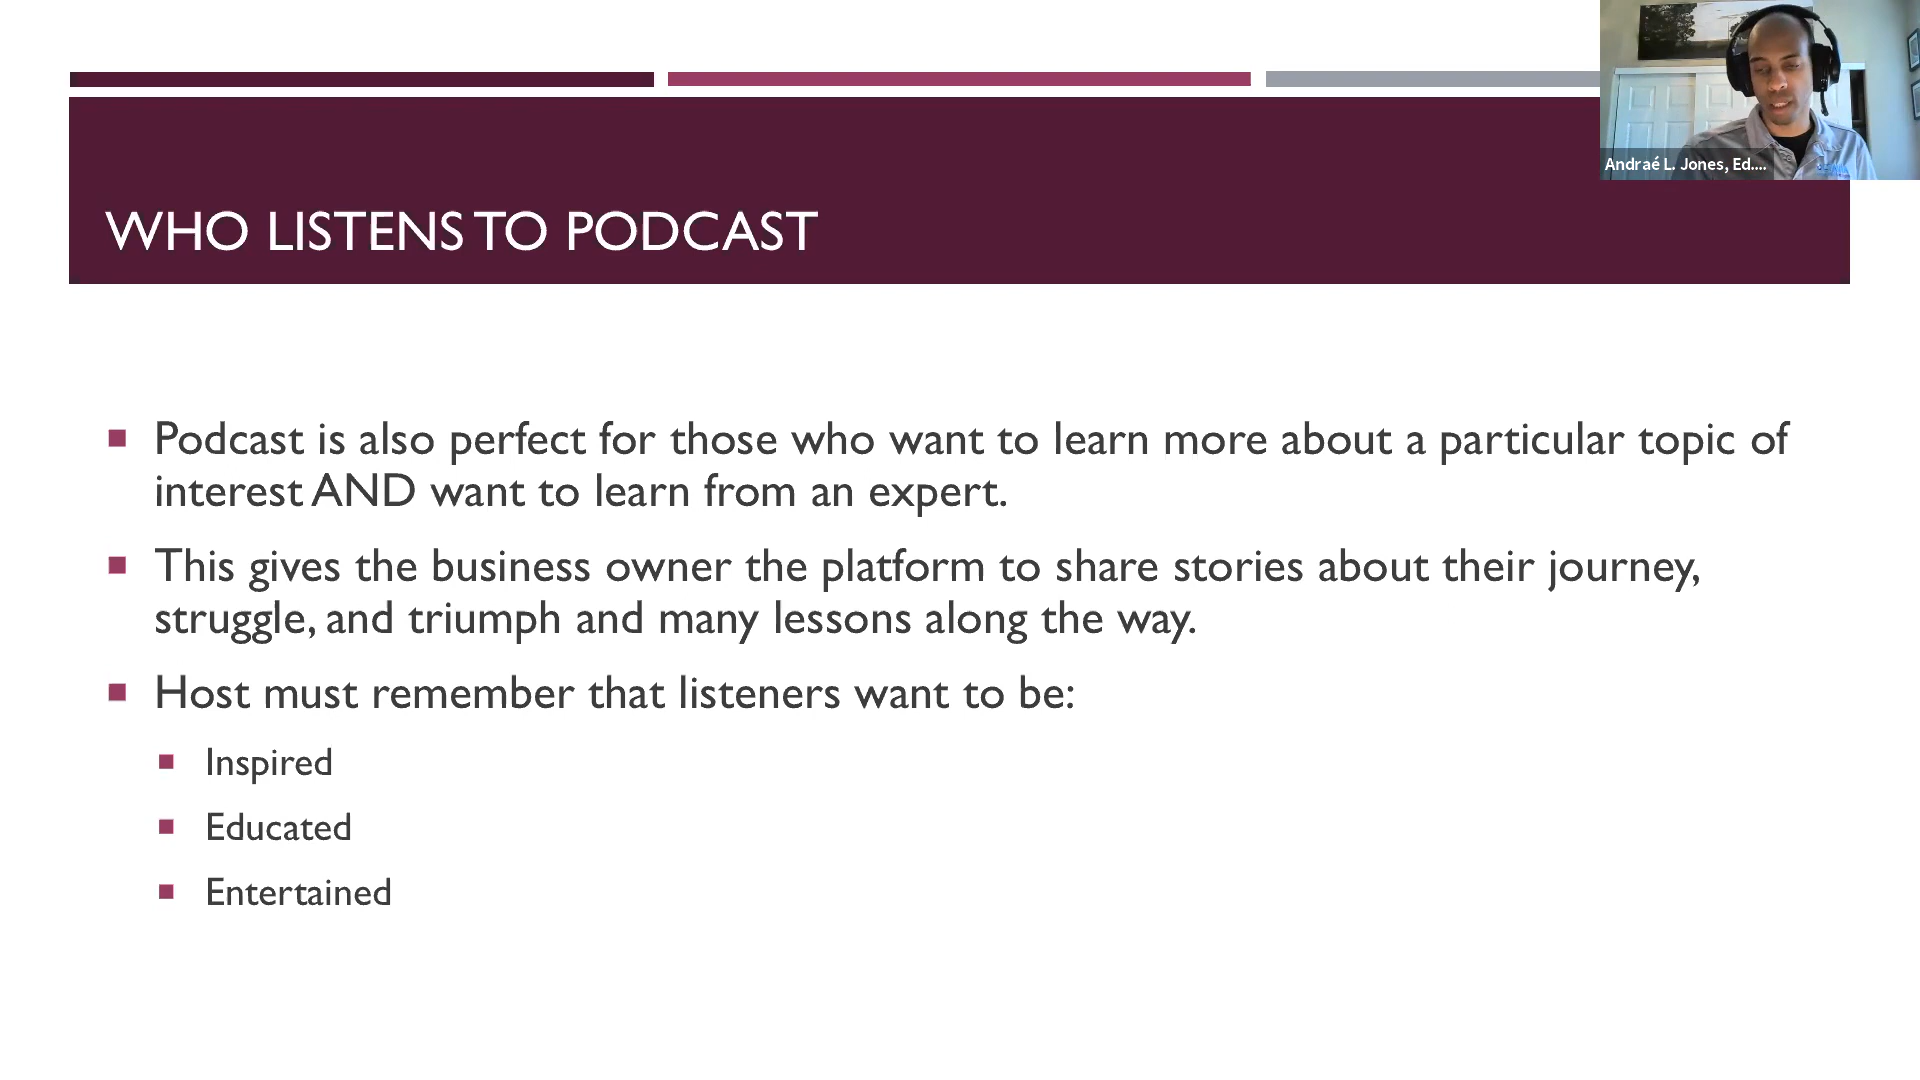 Andraé L. Jones, Ed....
WHO LISTENS TO PODCAST
Podcast is also perfect for those who want to learn more about a particular topic of
interest AND want to learn from an expert.
This gives the business owner the platform to share stories about their journey,
struggle, and triumph and many lessons along the way.
Host must remember that listeners want to be:
Inspired
Educated
Entertained